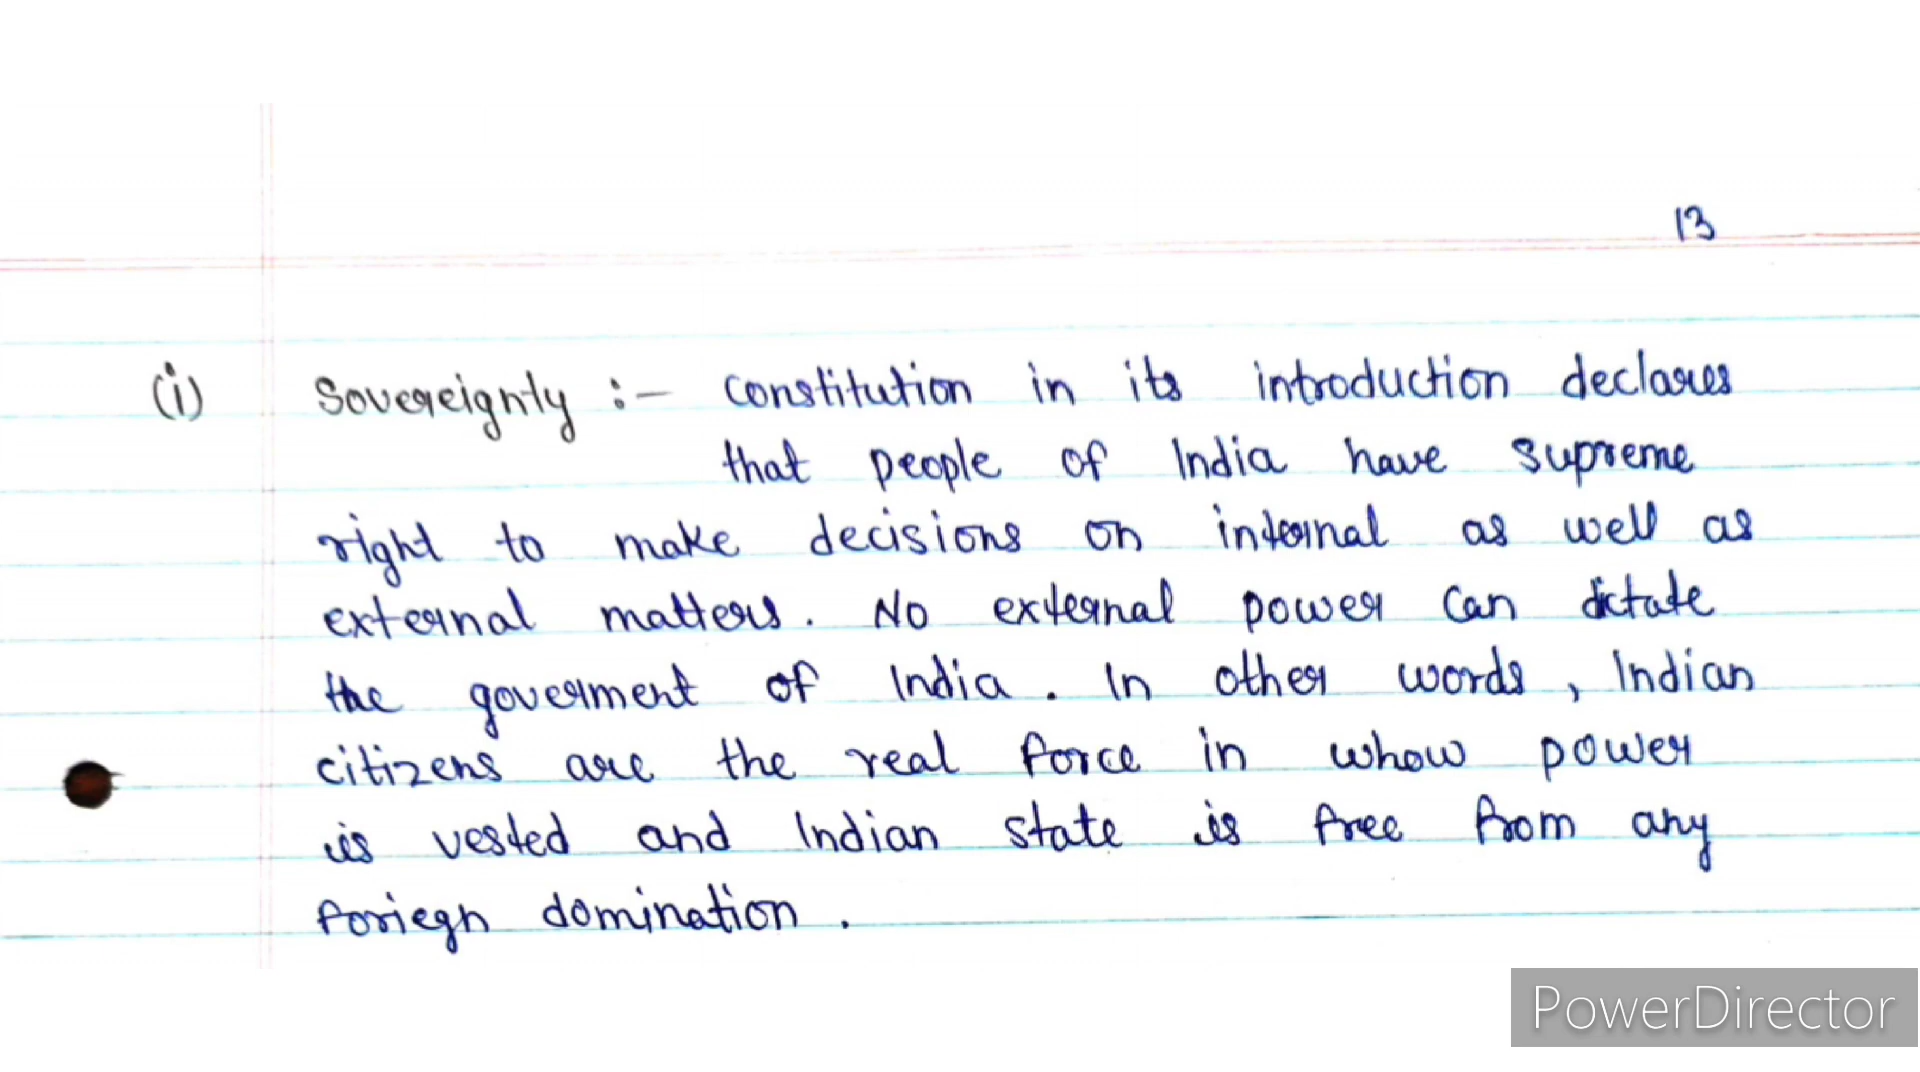 13
(i) Sovereignty :- Constitution in its introduction declares
that people of India have supreme
right to make decisions on internal as well as
external matters. No external power can dictate
the goverment of India. In other words, Indian
citizens are the real force in whow power
is vested and Indian state is free from any
foriegn domination.
PowerDirector